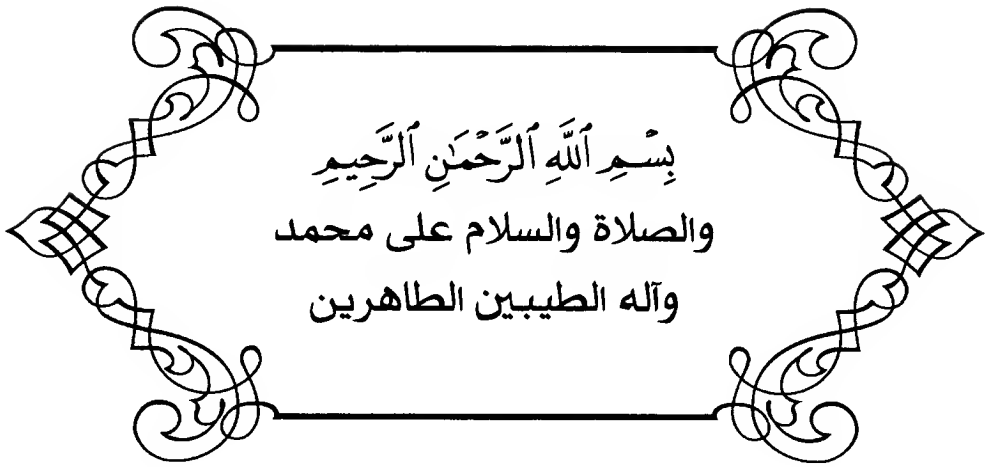 بِسْمِ ٱللَّهِ ٱلرَّحْمَٰنِ ٱلرَّحِيمِ
والصلاة والسلام على محمد
وآله الطيبين الطاهرين